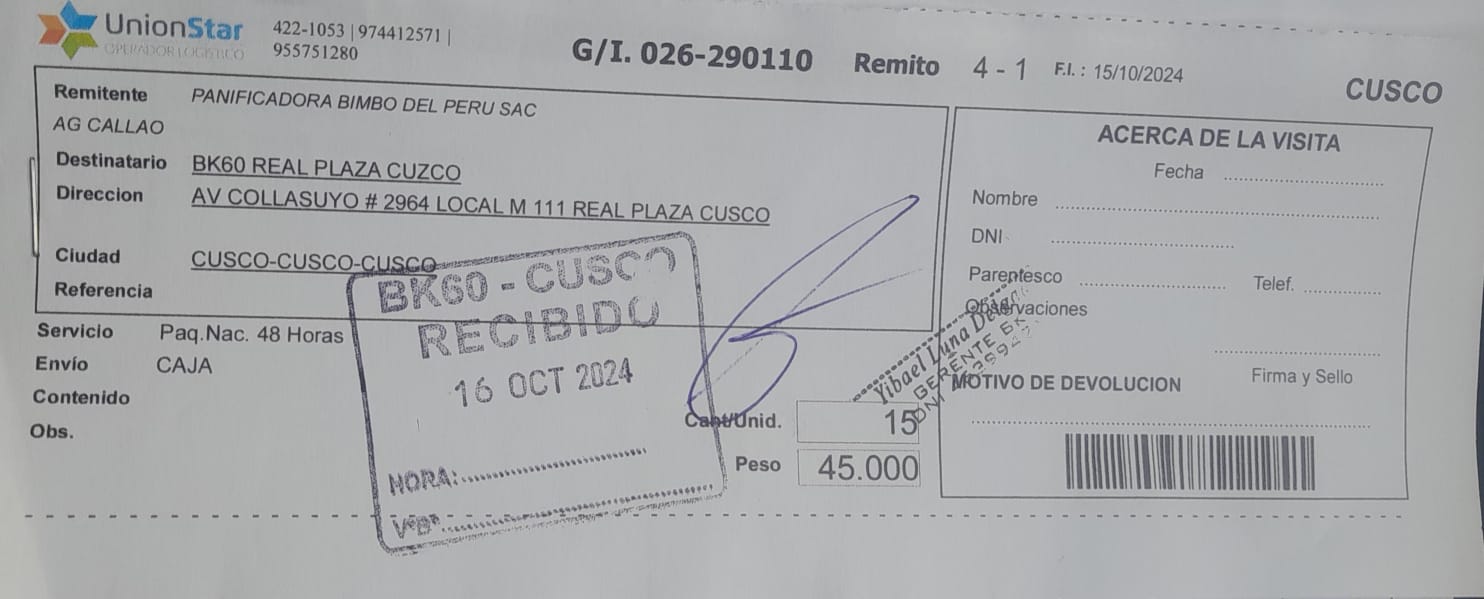 UnionStar
OPERADOR LOGISTICO
422-1053 | 974412571 |
955751280
G/I. 026-290110 Remito 4 - 1 F.I. : 15/10/2024
CUSCO
Remitente PANIFICADORA BIMBO DEL PERU SAC
AG CALLAO
Destinatario BK60 REAL PLAZA CUZCO
Direccion AV COLLASUYO # 2964 LOCAL M 111 REAL PLAZA CUSCO
Ciudad CUSCO-CUSCO-CUSCO
Referencia
Servicio Paq.Nac. 48 Horas
Envío CAJA
Contenido
Obs.
BK60 - CUSCO
RECIBIDO
16 OCT 2024
HORA:
V°B°
Cant/Unid. 15
Peso 45.000
ACERCA DE LA VISITA
Fecha
Nombre
DNI
Parentesco Telef.
Observaciones
Yibael Luna
GERENTE
DNI
Firma y Sello
MOTIVO DE DEVOLUCION